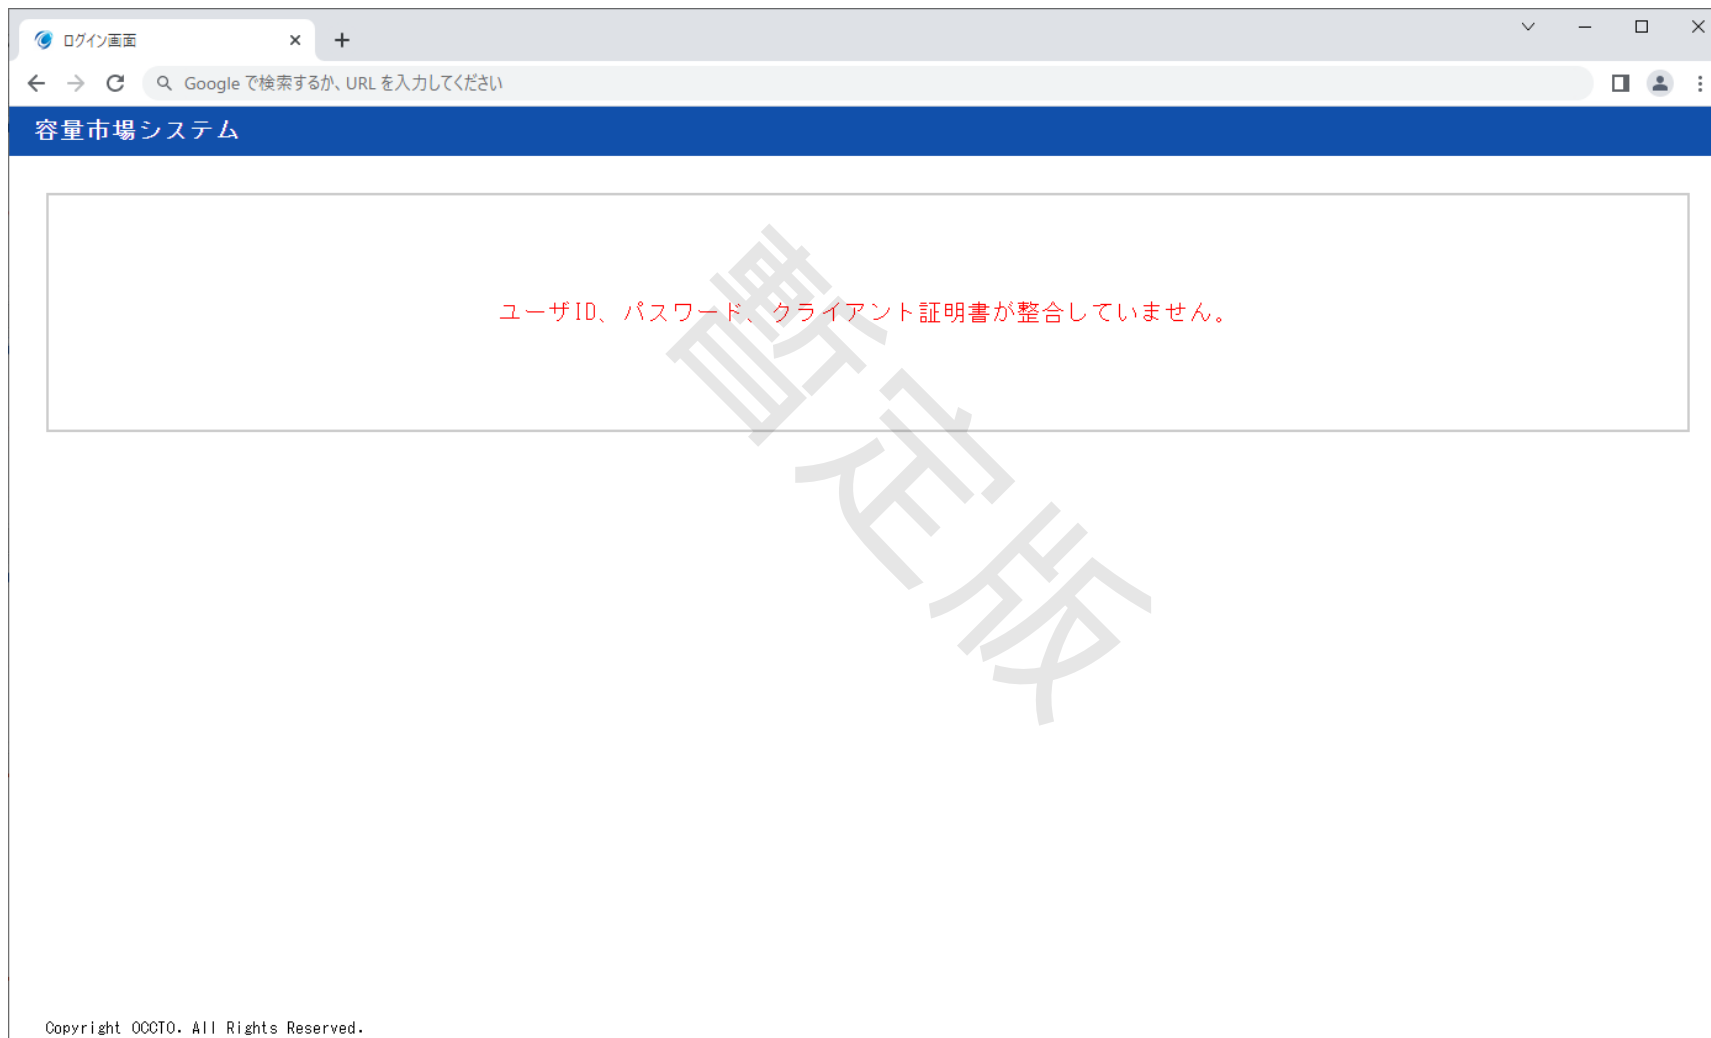 ログイン画面
Google で検索するか、URL を入力してください
容量市場システム
ユーザID、パスワード、クライアント証明書が整合していません。
暫定版
Copyright OCCTO. All Rights Reserved.